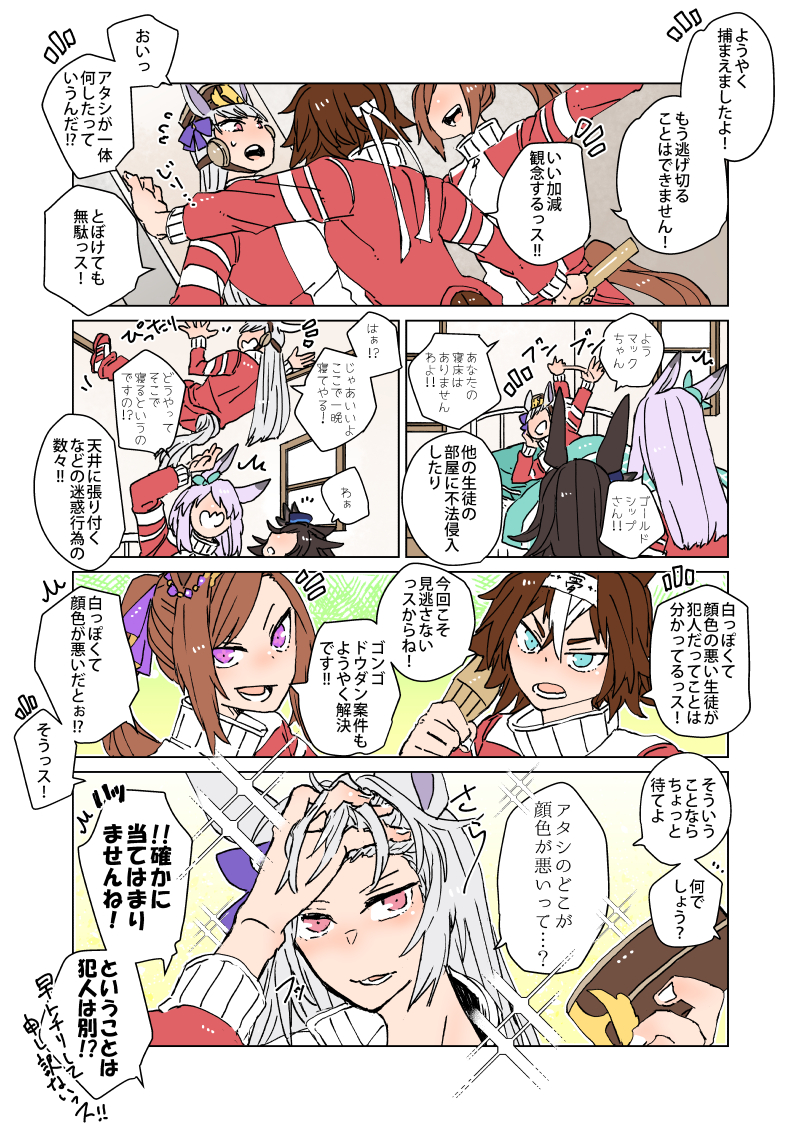 ようやく
捕まえましたよ！
もう逃げ切る
ことはできません！
いい加減
観念するっス!!
おいっ
アタシが一体
何したって
いうんだ!?
じー…
とぼけても
無駄っス！
よう
マック
ちゃん
ブン
ブン
あなたの
寝床は
ありません
わよ!!
ゴールド
シップ
さん!!
他の生徒の
部屋に不法侵入
したり
はぁ!?
じゃあいいよ
ここで一晩
寝てやる！
ぴったり
どうやって
そこで
寝るというの
ですの!?
わぁ
天井に張り付く
などの迷惑行為の
数々!!
夢
白っぽくて
顔色の悪い生徒が
犯人だってことは
分かってるっス！
今回こそ
見逃さない
っスからね！
ゴンゴ
ドウダン案件も
ようやく解決
です!!
白っぽくて
顔色が悪いだとぉ!?
そうっス！
そういう
ことなら
ちょっと
待てよ
何で
しょう？
さら
アタシのどこが
顔色が悪いって…？
ハッ
!!確かに
当てはまり
ませんね！
ということは
犯人は別!?
早トチリして
申し訳ないっス!!